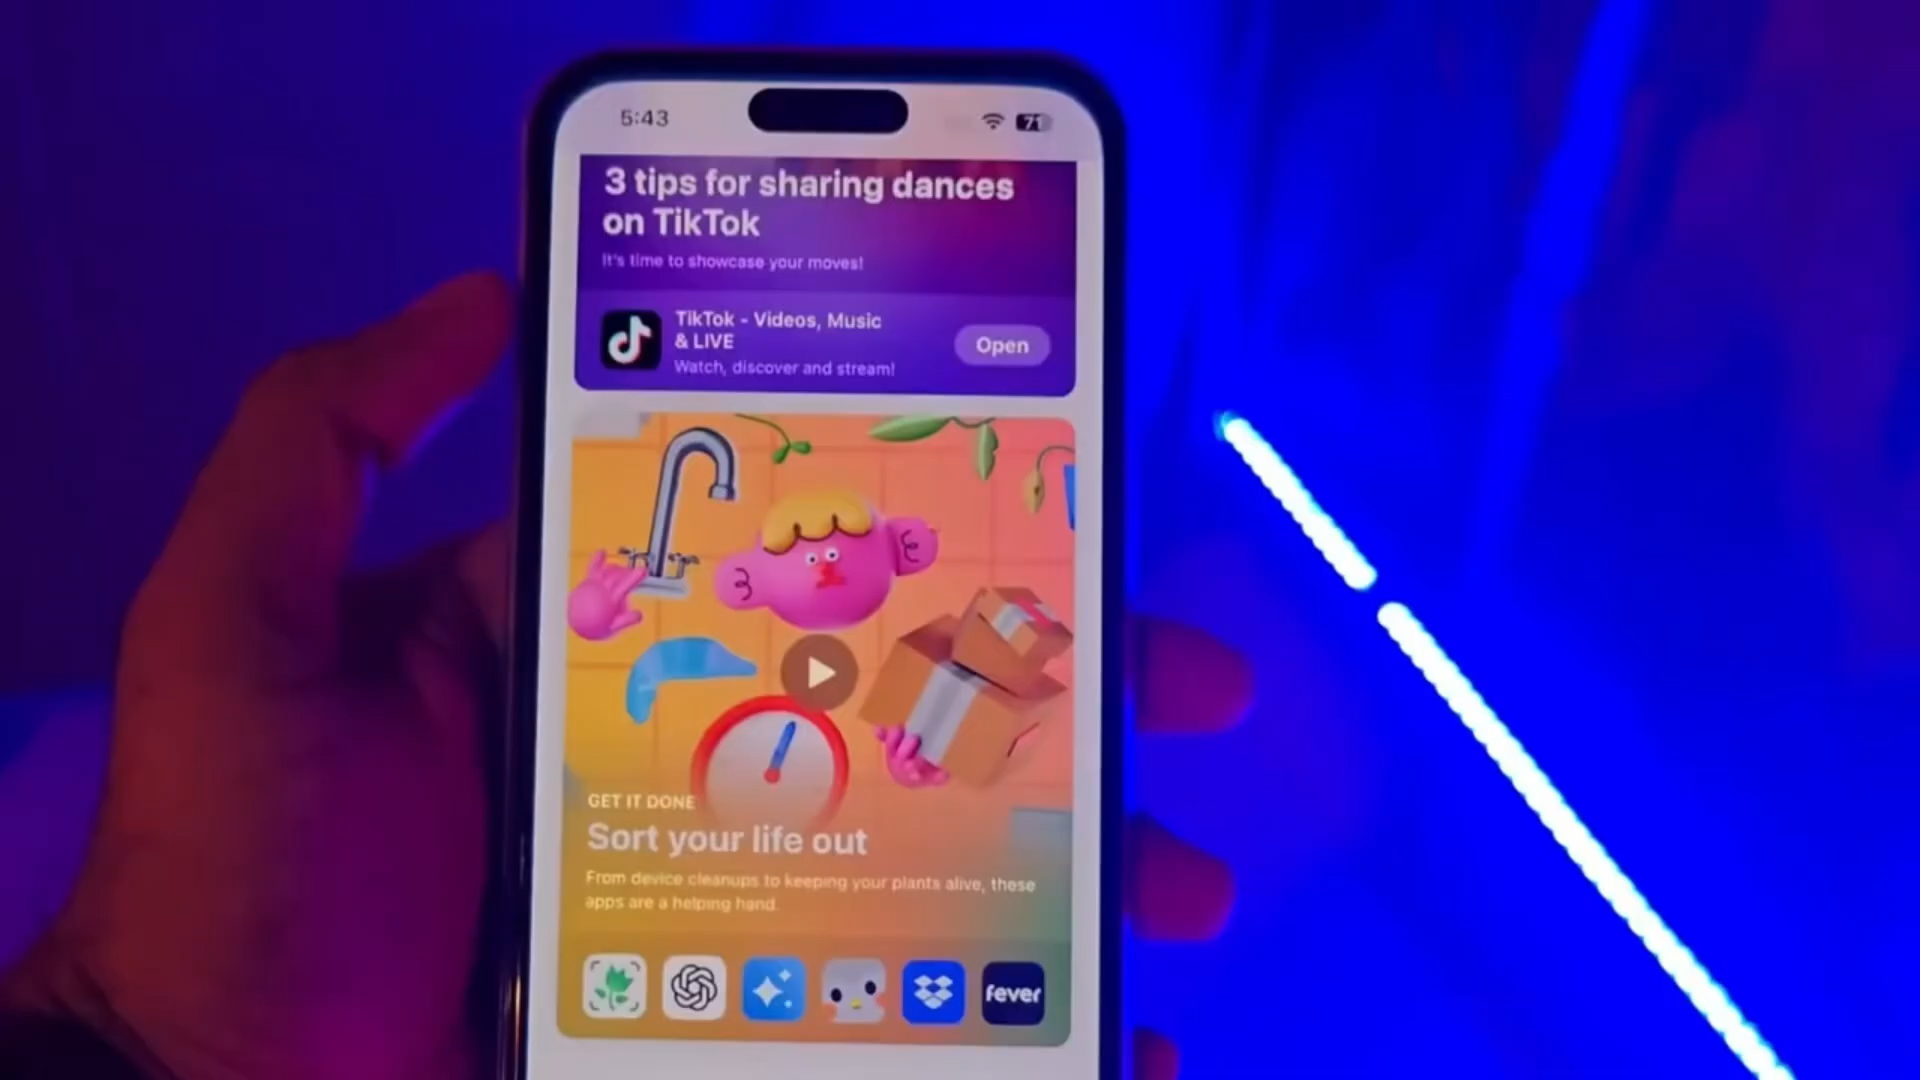 5:43
71
3 tips for sharing dances
on TikTok
It's time to showcase your moves!
TikTok - Videos, Music
& LIVE
Watch, discover and stream!
Open
GET IT DONE
Sort your life out
From device cleanups to keeping your plants alive, these
apps are a helping hand.
fever